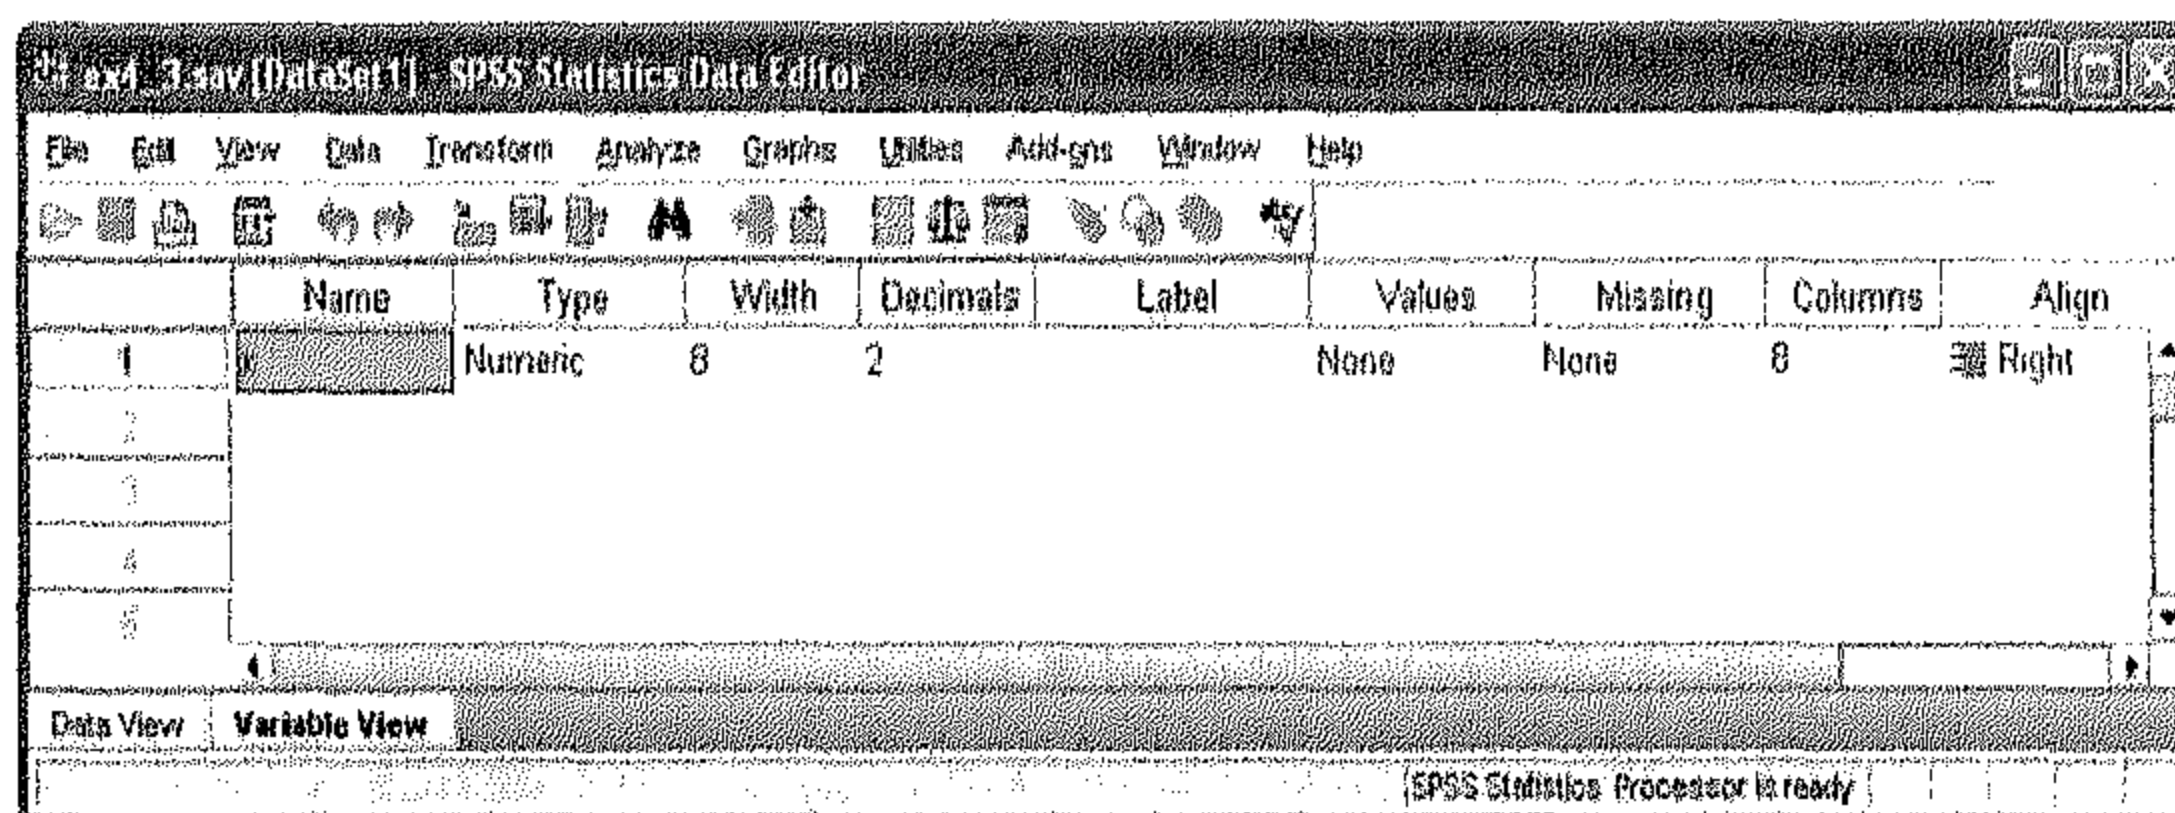 ex4_3.sav [DataSet1] - SPSS Statistics Data Editor
File Edit View Data Transform Analyze Graphs Utilities Add-ons Window Help
Name Type Width Decimals Label Values Missing Columns Align
1 Numeric 8 2 None None 8 Right
2
3
4
5
Data View Variable View
SPSS Statistics Processor is ready